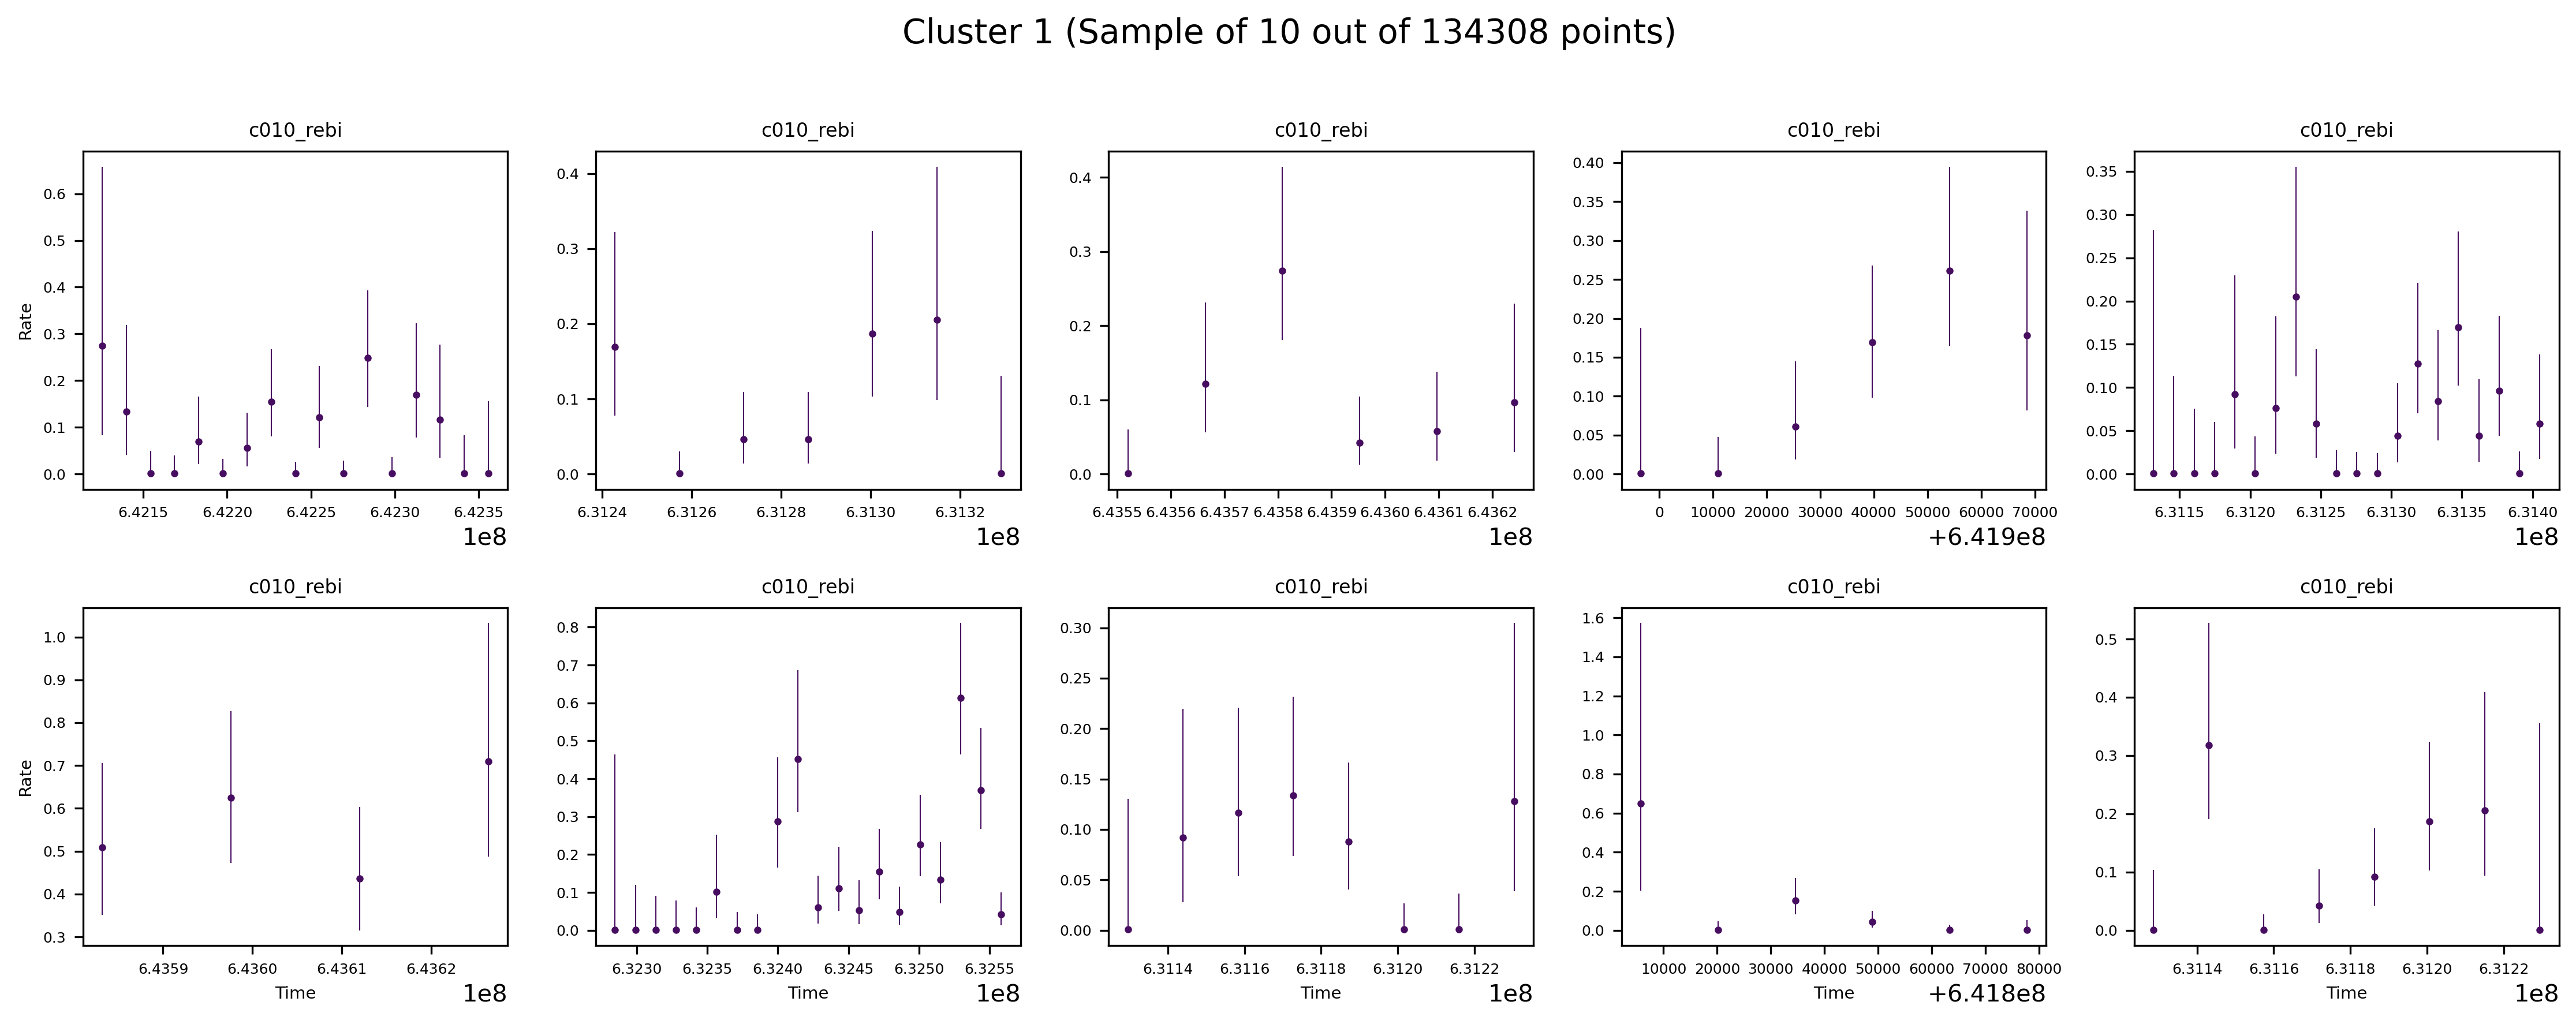 Cluster 1 (Sample of 10 out of 134308 points)
c010_rebi c010_rebi c010_rebi c010_rebi c010_rebi
Rate
0.6
0.5
0.4
0.3
0.2
0.1
0.0
6.4215 6.4220 6.4225 6.4230 6.4235
1e8
0.4
0.3
0.2
0.1
0.0
6.3124 6.3126 6.3128 6.3130 6.3132
1e8
0.4
0.3
0.2
0.1
0.0
6.4355 6.4356 6.4357 6.4358 6.4359 6.4360 6.4361 6.4362
1e8
0.40
0.35
0.30
0.25
0.20
0.15
0.10
0.05
0.00
0 10000 20000 30000 40000 50000 60000 70000
+6.419e8
0.35
0.30
0.25
0.20
0.15
0.10
0.05
0.00
6.3115 6.3120 6.3125 6.3130 6.3135 6.3140
1e8
c010_rebi c010_rebi c010_rebi c010_rebi c010_rebi
Rate
1.0
0.9
0.8
0.7
0.6
0.5
0.4
0.3
6.4359 6.4360 6.4361 6.4362
Time 1e8
0.8
0.7
0.6
0.5
0.4
0.3
0.2
0.1
0.0
6.3230 6.3235 6.3240 6.3245 6.3250 6.3255
Time 1e8
0.30
0.25
0.20
0.15
0.10
0.05
0.00
6.3114 6.3116 6.3118 6.3120 6.3122
Time 1e8
1.6
1.4
1.2
1.0
0.8
0.6
0.4
0.2
0.0
10000 20000 30000 40000 50000 60000 70000 80000
Time +6.418e8
0.5
0.4
0.3
0.2
0.1
0.0
6.3114 6.3116 6.3118 6.3120 6.3122
Time 1e8